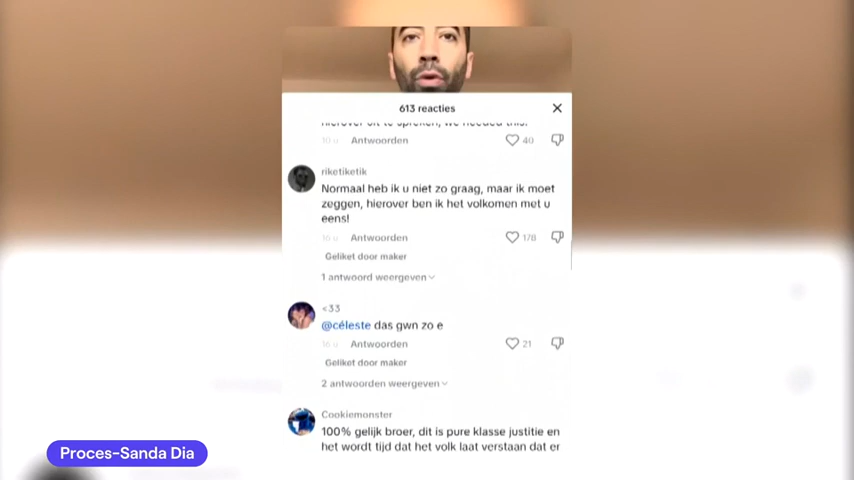 613 reacties
hierover uit te spreken, we needed this!
10 u Antwoorden 40
riketiketik
Normaal heb ik u niet zo graag, maar ik moet
zeggen, hierover ben ik het volkomen met u
eens!
16 u Antwoorden 178
Geliket door maker
1 antwoord weergeven
<33
@céleste das gwn zo e
16 u Antwoorden 21
Geliket door maker
2 antwoorden weergeven
Cookiemonster
100% gelijk broer, dit is pure klasse justitie en
het wordt tijd dat het volk laat verstaan dat er
Proces-Sanda Dia